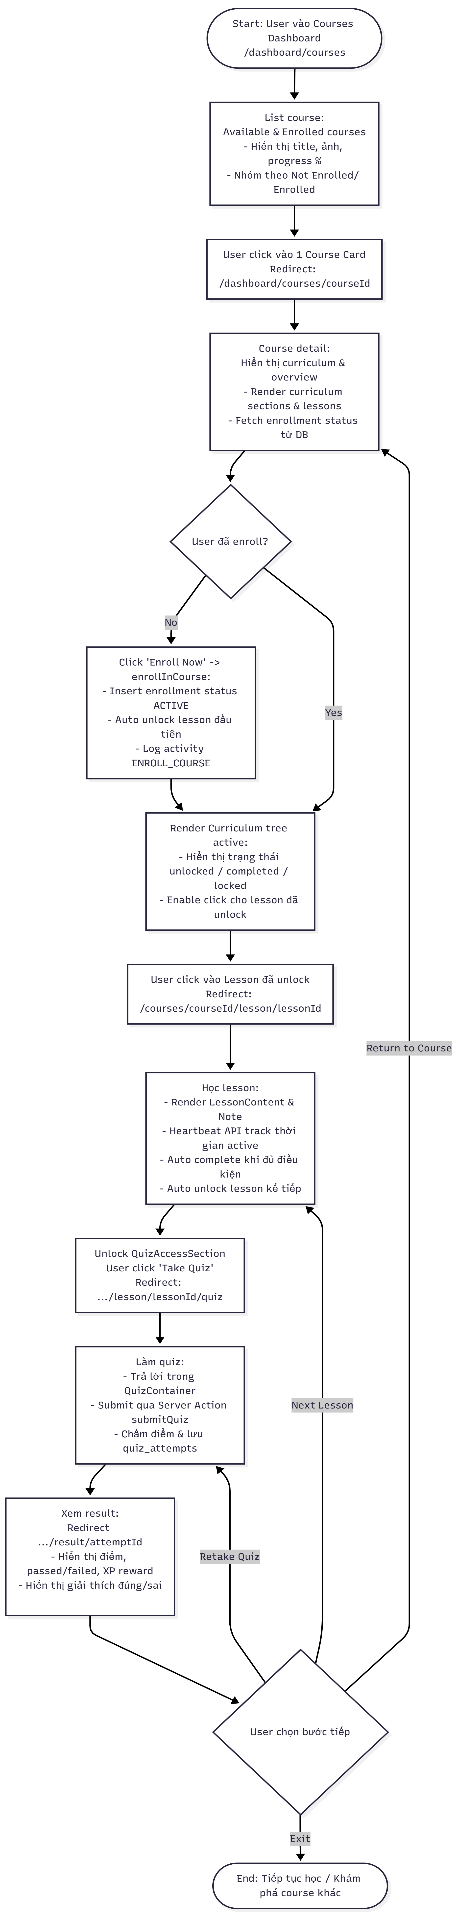 Start: User vào Courses
Dashboard
/dashboard/courses
List course:
Available & Enrolled courses
- Hiển thị title, ảnh,
progress %
- Nhóm theo Not Enrolled/
Enrolled
User click vào 1 Course Card
Redirect:
/dashboard/courses/courseId
Course detail:
Hiển thị curriculum &
overview
- Render curriculum
sections & lessons
- Fetch enrollment status
từ DB
User đã enroll?
No
Yes
Click 'Enroll Now' ->
enrollInCourse:
- Insert enrollment status
ACTIVE
- Auto unlock lesson đầu
tiên
- Log activity
ENROLL_COURSE
Render Curriculum tree
active:
- Hiển thị trạng thái
unlocked / completed /
locked
- Enable click cho lesson đã
unlock
User click vào Lesson đã unlock
Redirect:
/courses/courseId/lesson/lessonId
Return to Course
Học lesson:
- Render LessonContent &
Note
- Heartbeat API track thời
gian active
- Auto complete khi đủ điều
kiện
- Auto unlock lesson kế tiếp
Unlock QuizAccessSection
User click 'Take Quiz'
Redirect:
.../lesson/lessonId/quiz
Làm quiz:
- Trả lời trong
QuizContainer
- Submit qua Server Action
submitQuiz
- Chấm điểm & lưu
quiz_attempts
Next Lesson
Xem result:
Redirect
.../result/attemptId
- Hiển thị điểm,
passed/failed, XP reward
- Hiển thị giải thích đúng/sai
Retake Quiz
User chọn bước tiếp
Exit
End: Tiếp tục học / Khám
phá course khác